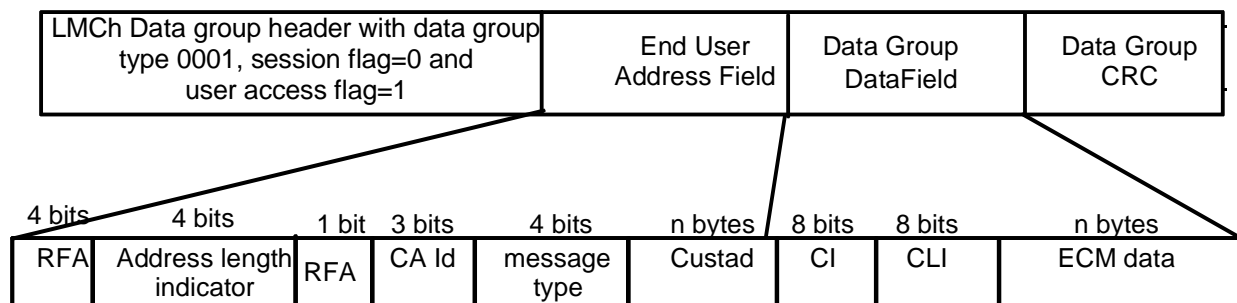 LMCh Data group header with data group
type 0001, session flag=0 and
user access flag=1
End User
Address Field
Data Group
DataField
Data Group
CRC
4 bits 4 bits 1 bit 3 bits 4 bits n bytes 8 bits 8 bits n bytes
RFA Address length
indicator RFA CA Id message
type Custad CI CLI ECM data